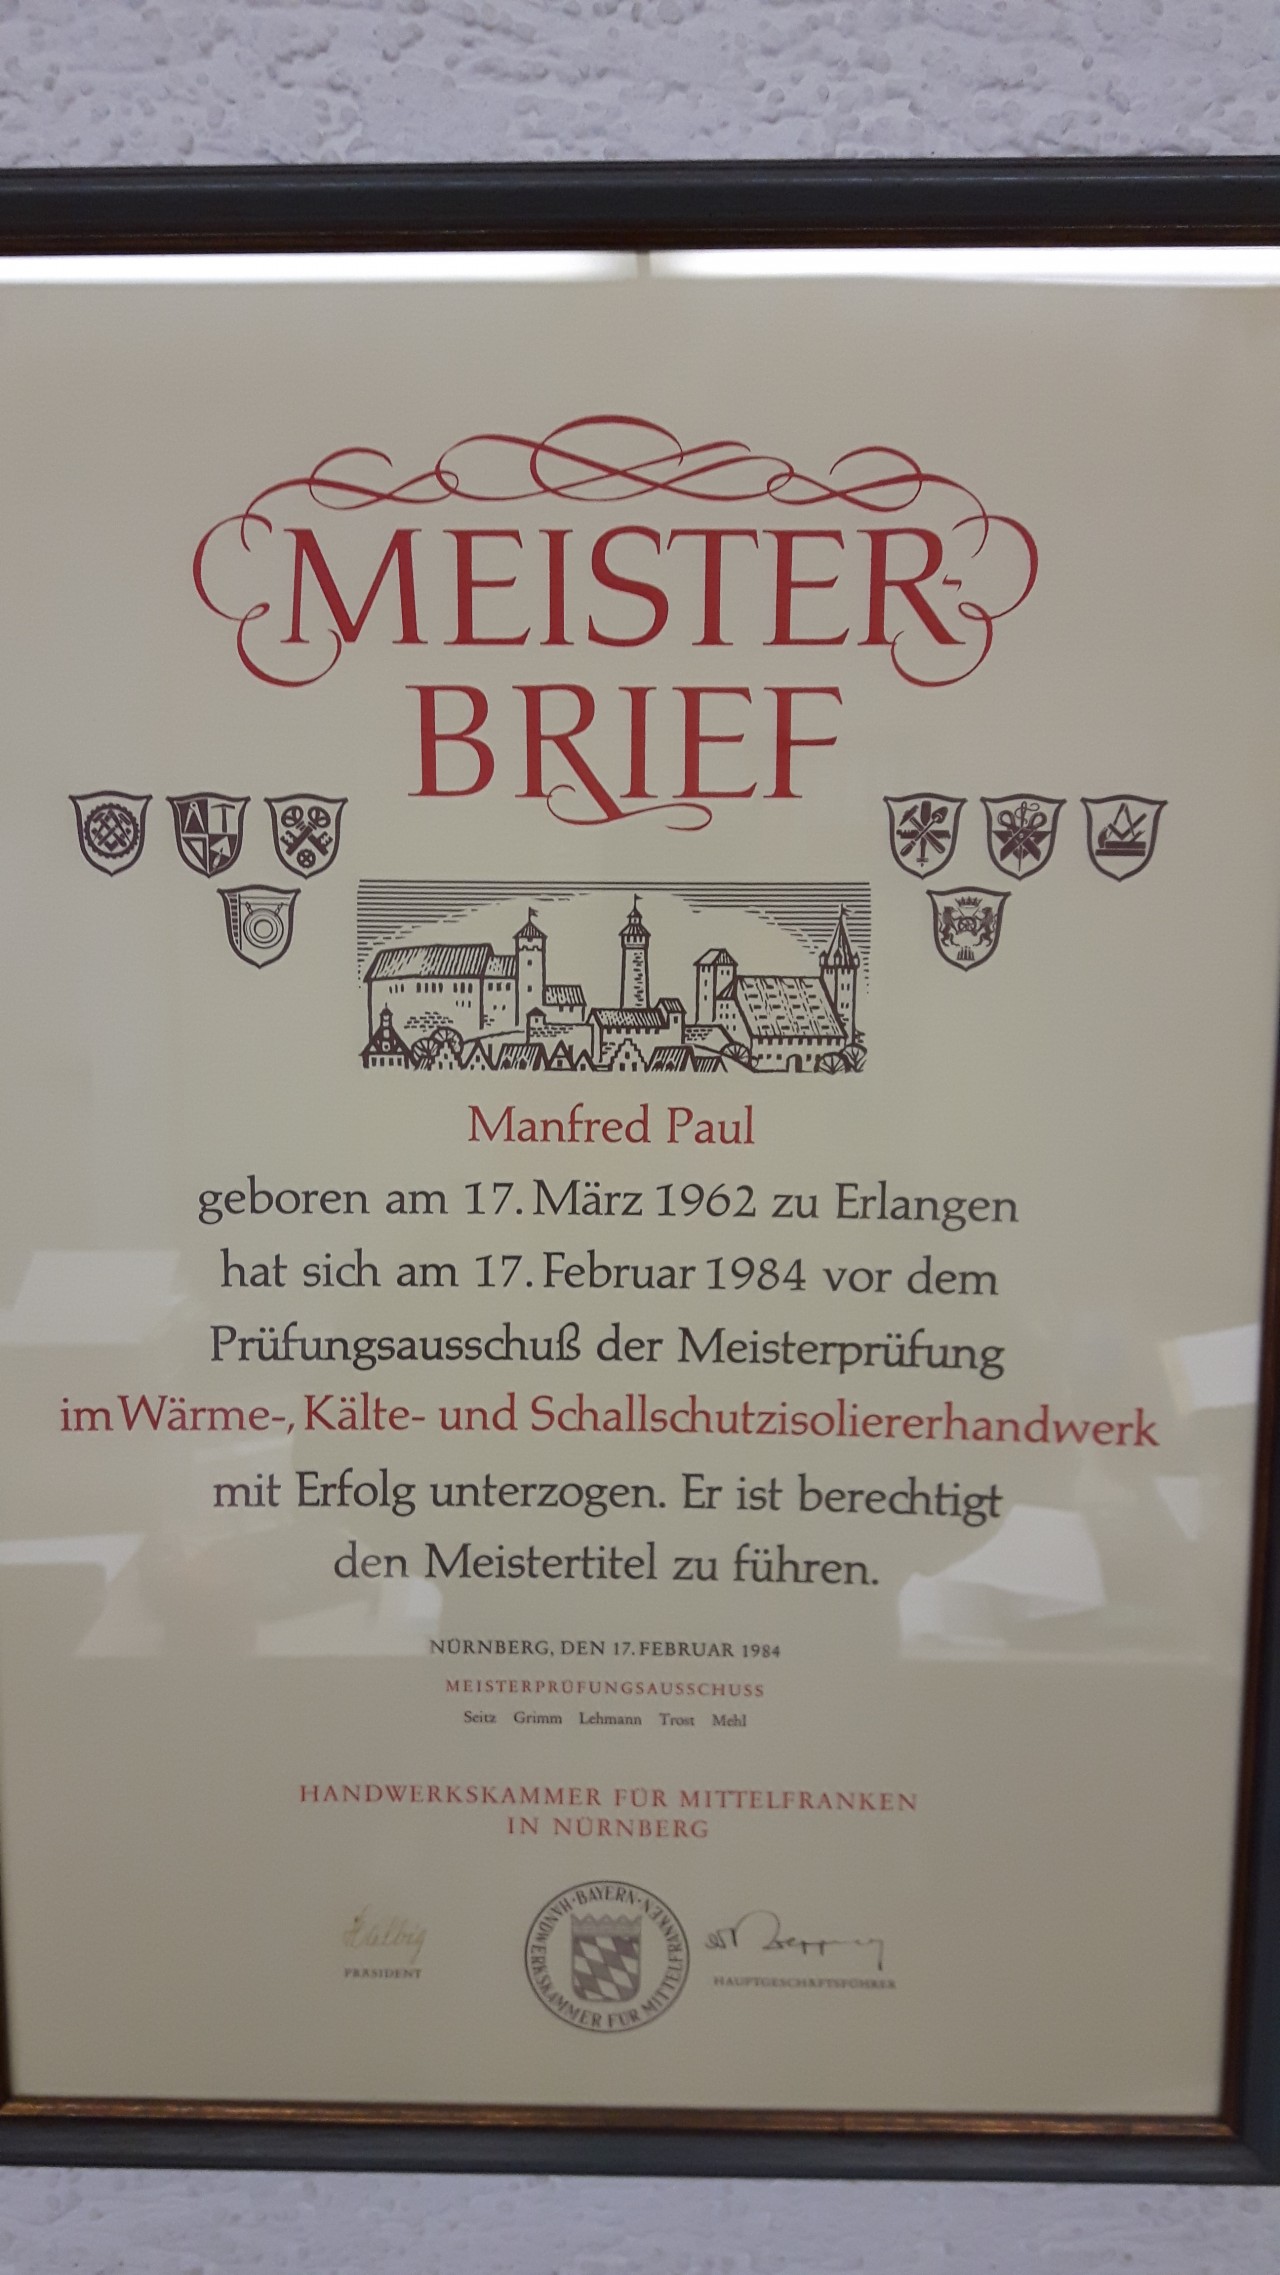 MEISTER-
BRIEF
Manfred Paul
geboren am 17. März 1962 zu Erlangen
hat sich am 17. Februar 1984 vor dem
Prüfungsausschuß der Meisterprüfung
im Wärme-, Kälte- und Schallschutzisoliererhandwerk
mit Erfolg unterzogen. Er ist berechtigt
den Meistertitel zu führen.
NÜRNBERG, DEN 17. FEBRUAR 1984
MEISTERPRÜFUNGSAUSSCHUSS
Seitz Grimm Lehmann Trost Mehl
HANDWERKSKAMMER FÜR MITTELFRANKEN
IN NÜRNBERG
Helbig
PRÄSIDENT
·BAYERN·
HANDWERKSKAMMER FÜR MITTELFRANKEN
HAUPTGESCHÄFTSFÜHRER